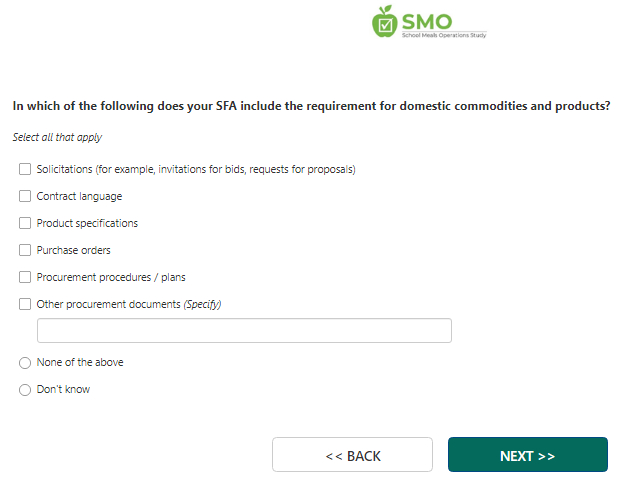 SMO
School Meals Operations Study
In which of the following does your SFA include the requirement for domestic commodities and products?
Select all that apply
Solicitations (for example, invitations for bids, requests for proposals)
Contract language
Product specifications
Purchase orders
Procurement procedures / plans
Other procurement documents (Specify)
None of the above
Don't know
<< BACK
NEXT >>